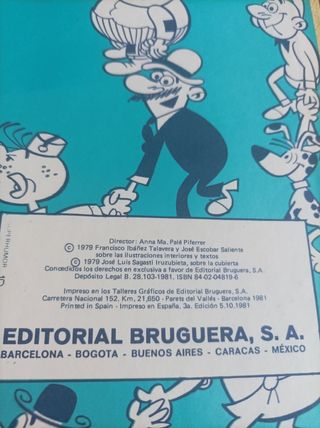 Director: Anna Ma. Palé Piferrer
© 1979 Francisco Ibáñez Talavera y José Escobar Saliente
sobre las ilustraciones interiores y textos
© 1979 José Luis Sagasti Iruzubieta, sobre la cubierta
Concedidos los derechos en exclusiva a favor de Editorial Bruguera, S.A.
Depósito Legal B. 28.103-1981, ISBN 84-02-04819-6
Impreso en los Talleres Gráficos de Editorial Bruguera, S.A.
Carretera Nacional 152, Km, 21,650 - Parets del Vallés - Barcelona 1981
Printed in Spain - Impreso en España, 3a. Edición 5.10.1981
EDITORIAL BRUGUERA, S. A.
BARCELONA - BOGOTA - BUENOS AIRES - CARACAS - MÉXICO